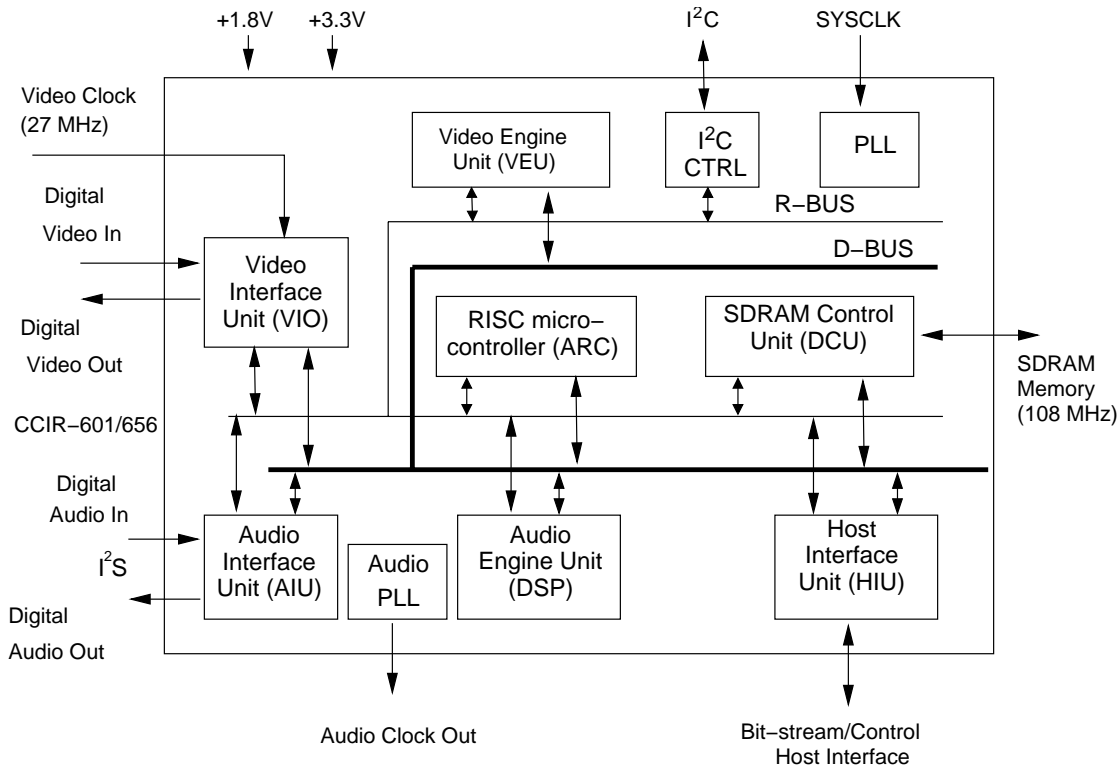 +1.8V
+3.3V
I²C
SYSCLK
Video Clock
(27 MHz)
Video Engine
Unit (VEU)
I²C
CTRL
PLL
Digital
Video In
R−BUS
D−BUS
Video
Interface
Unit (VIO)
RISC micro−
controller (ARC)
SDRAM Control
Unit (DCU)
Digital
Video Out
SDRAM
Memory
(108 MHz)
CCIR−601/656
Digital
Audio In
I²S
Audio
Interface
Unit (AIU)
Audio
PLL
Audio
Engine Unit
(DSP)
Host
Interface
Unit (HIU)
Digital
Audio Out
Audio Clock Out
Bit−stream/Control
Host Interface